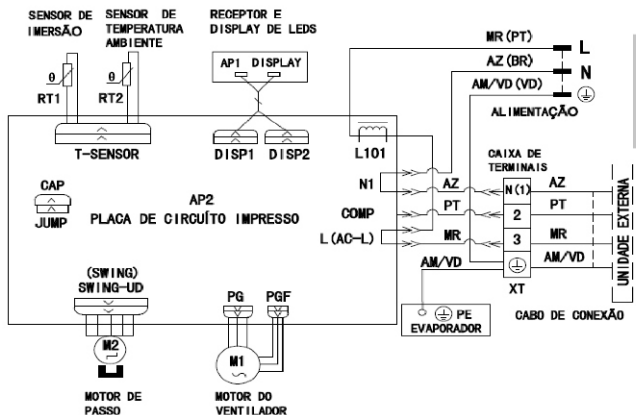 SENSOR DE
IMERSÃO
SENSOR DE
TEMPERATURA
AMBIENTE
RECEPTOR E
DISPLAY DE LEDS
AP1 DISPLAY
θ
RT1
θ
RT2
MR(PT)
L
AZ(BR)
N
AM/VD(VD)
ALIMENTAÇÃO
T-SENSOR
DISP1
DISP2
L101
CAIXA DE
TERMINAIS
CAP
JUMP
AP2
PLACA DE CIRCUÍTO IMPRESSO
N1
AZ
N(1)
AZ
COMP
PT
2
PT
L(AC-L)
MR
3
MR
AM/VD
AM/VD
XT
UNIDADE EXTERNA
CABO DE CONEXÃO
PE
EVAPORADOR
(SWING)
SWING-UD
PG
PGF
M2
M1
MOTOR DE
PASSO
MOTOR DO
VENTILADOR